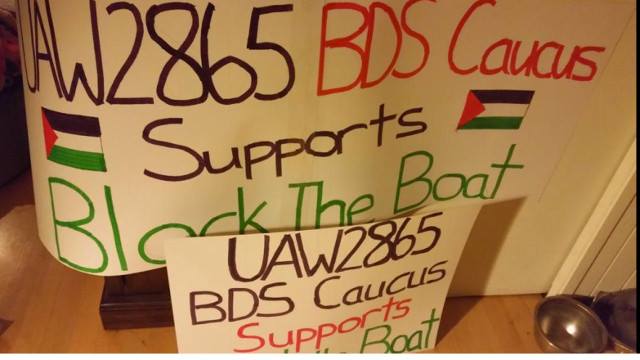 UAW2865 BDS Caucus
Supports
Block The Boat
UAW2865
BDS Caucus
Supports
Boat